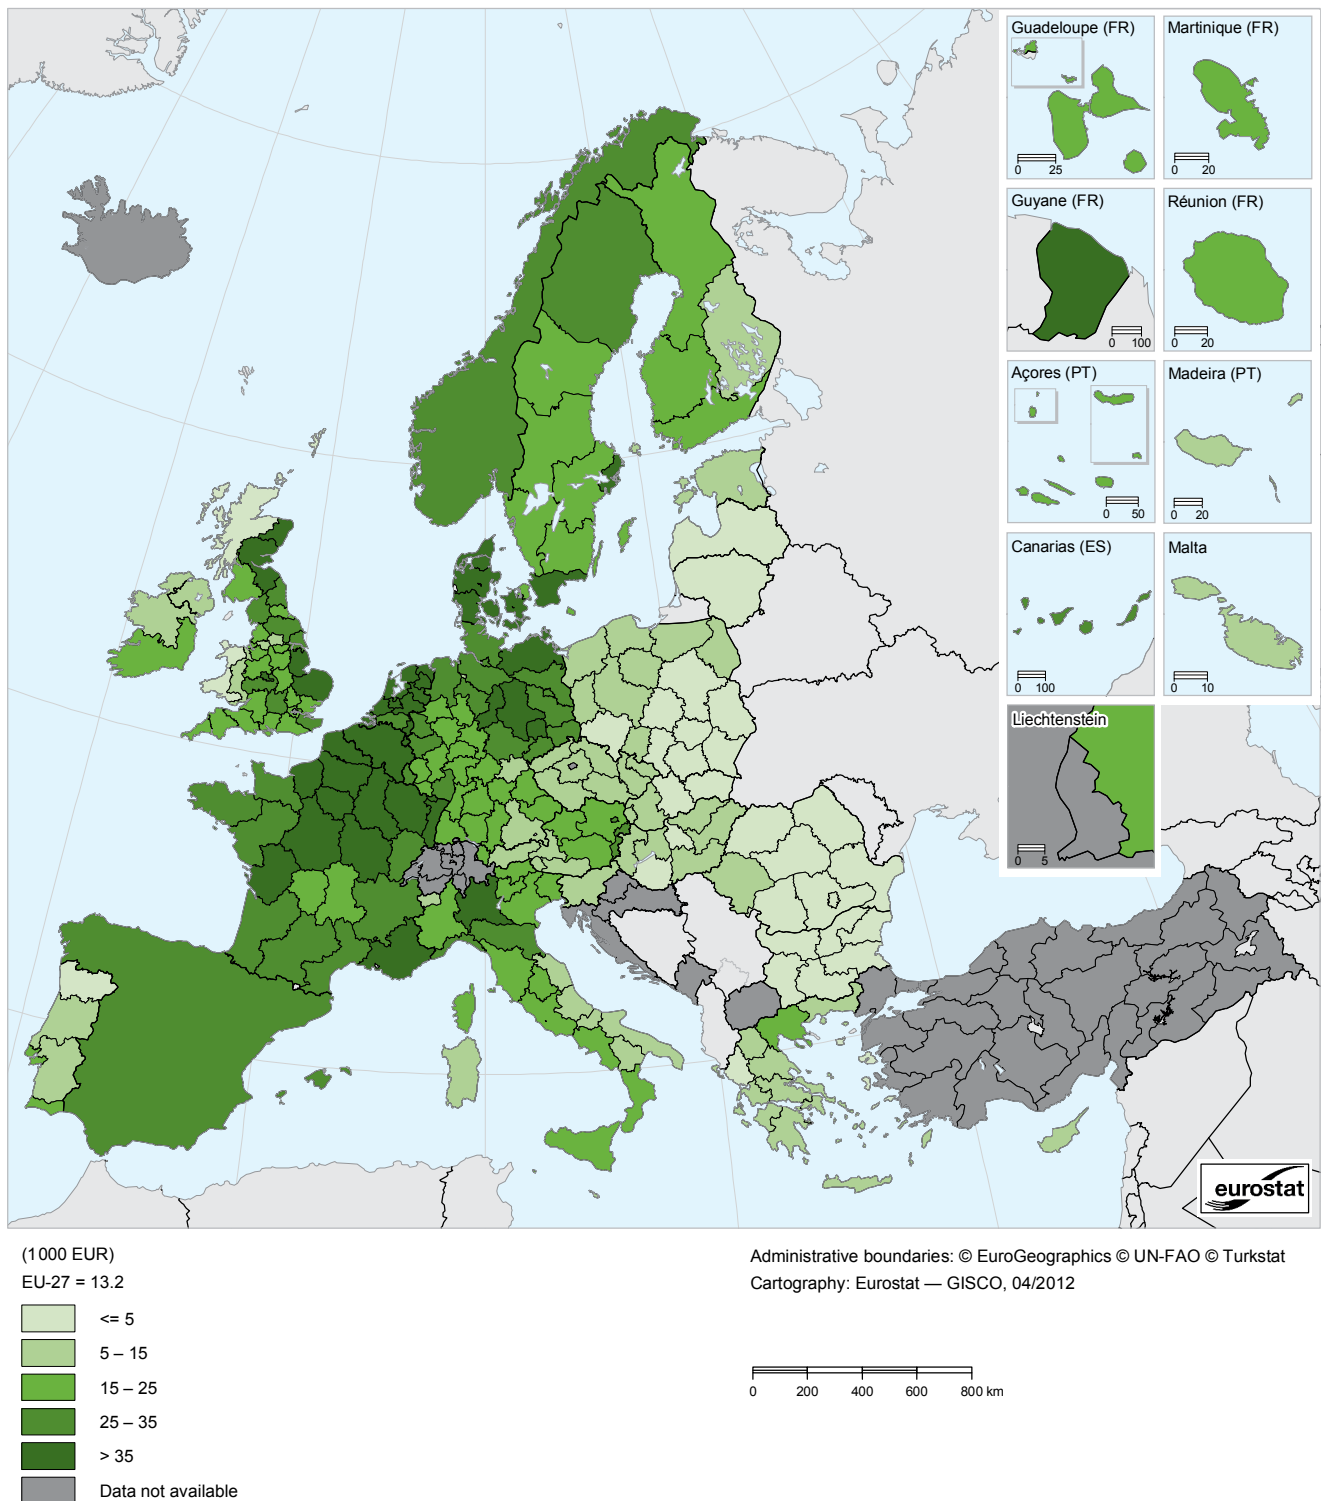 Guadeloupe (FR)
0 25
Martinique (FR)
0 20
Guyane (FR)
0 100
Réunion (FR)
0 20
Açores (PT)
0 50
Madeira (PT)
0 20
Canarias (ES)
0 100
Malta
0 10
Liechtenstein
0 5
eurostat
(1000 EUR)
EU-27 = 13.2
<= 5
5 – 15
15 – 25
25 – 35
> 35
Data not available
Administrative boundaries: © EuroGeographics © UN-FAO © Turkstat
Cartography: Eurostat — GISCO, 04/2012
0 200 400 600 800 km